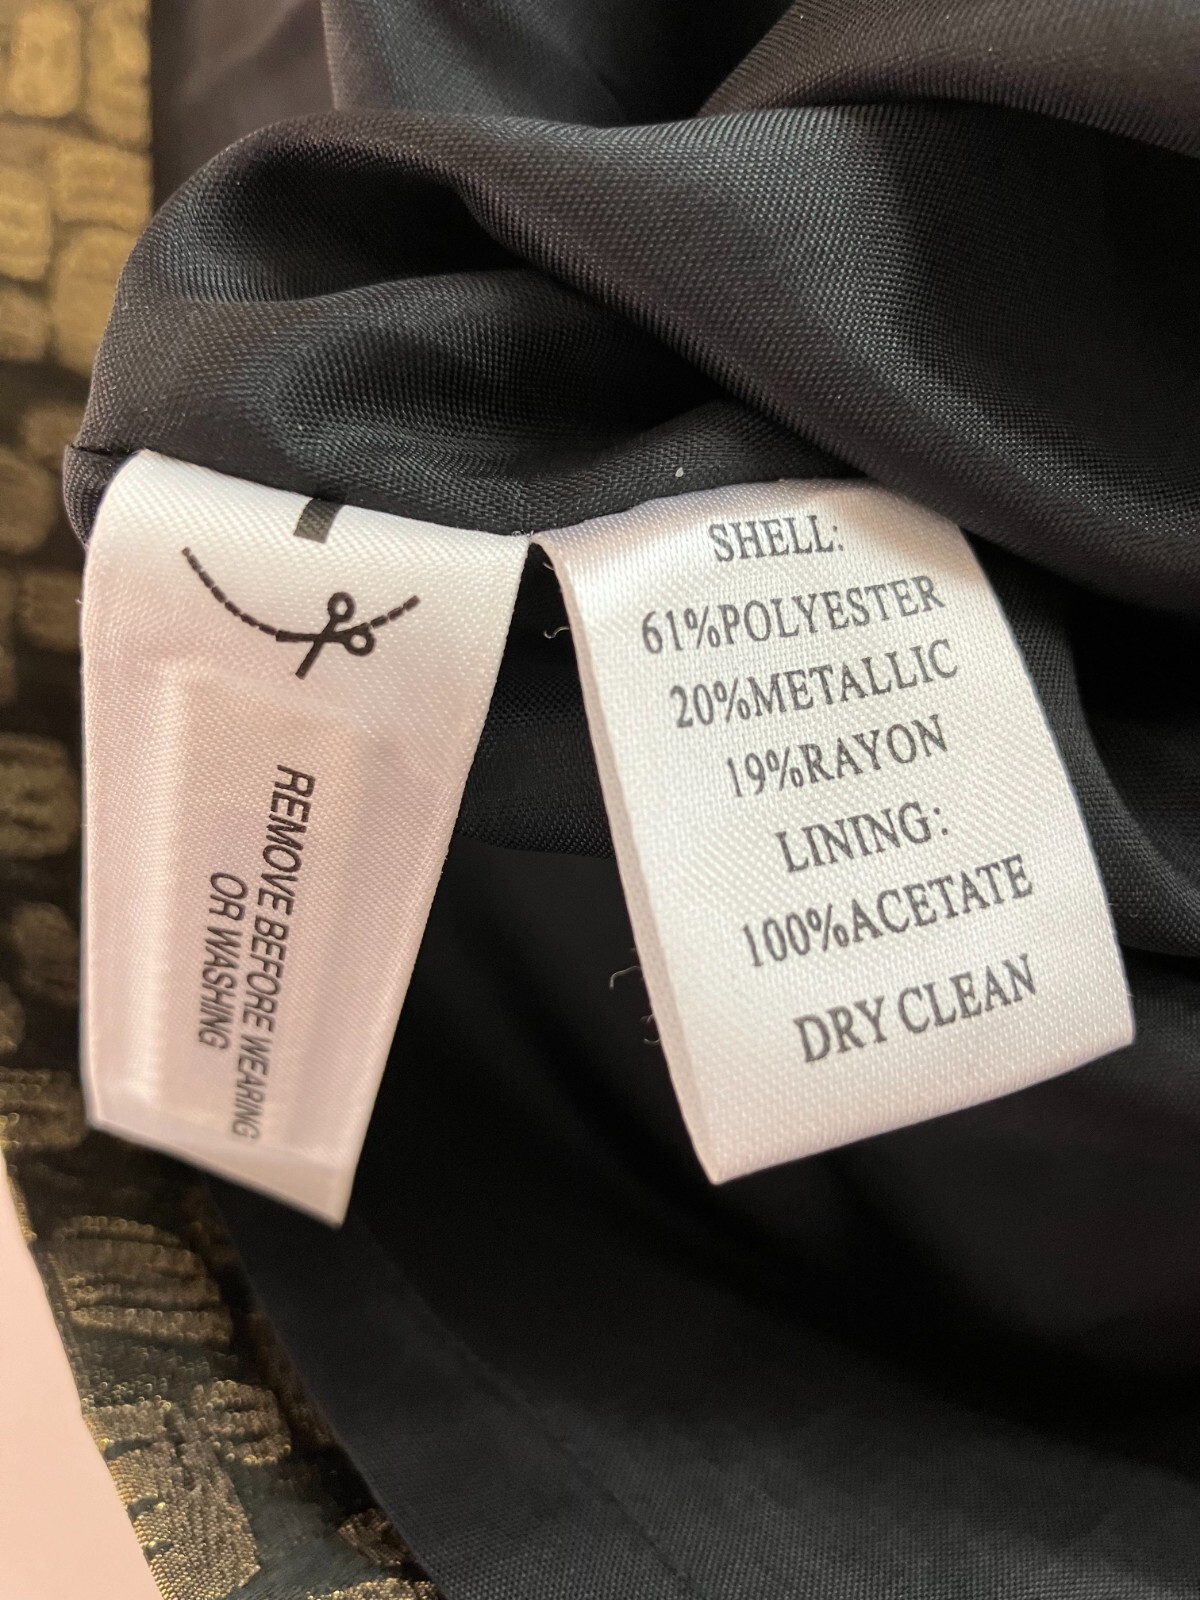 REMOVE BEFORE WEARING
OR WASHING
SHELL:
61%POLYESTER
20%METALLIC
19%RAYON
LINING:
100%ACETATE
DRY CLEAN